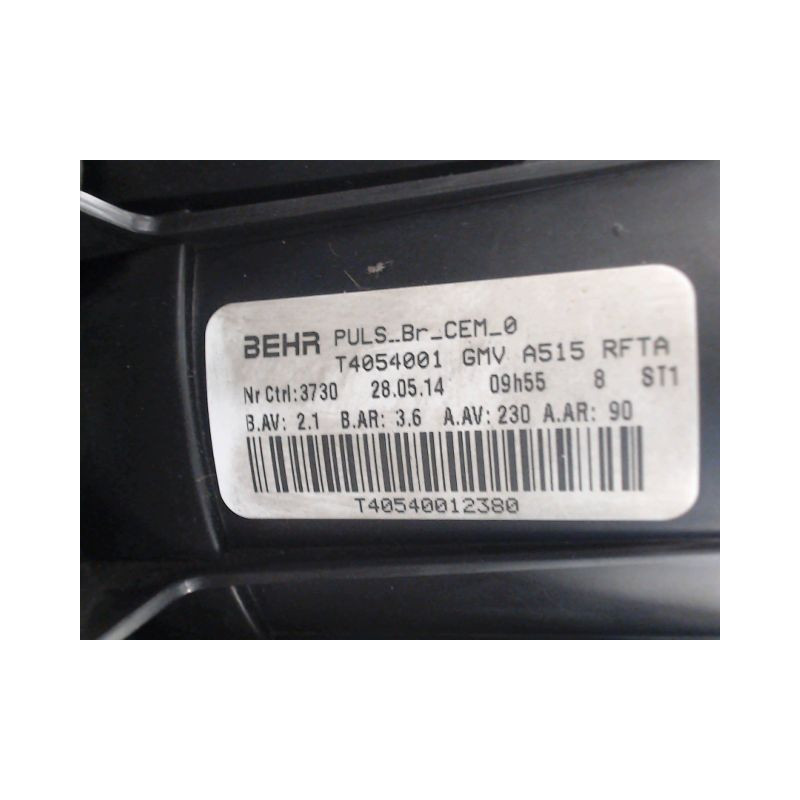 BEHR PULS_Br_CEM_0
T4054001 GMV A515 RFTA
Nr Ctrl:3730 28.05.14 09h55 8 ST1
B.AV: 2.1 B.AR: 3.6 A.AV: 230 A.AR: 90
T40540012380